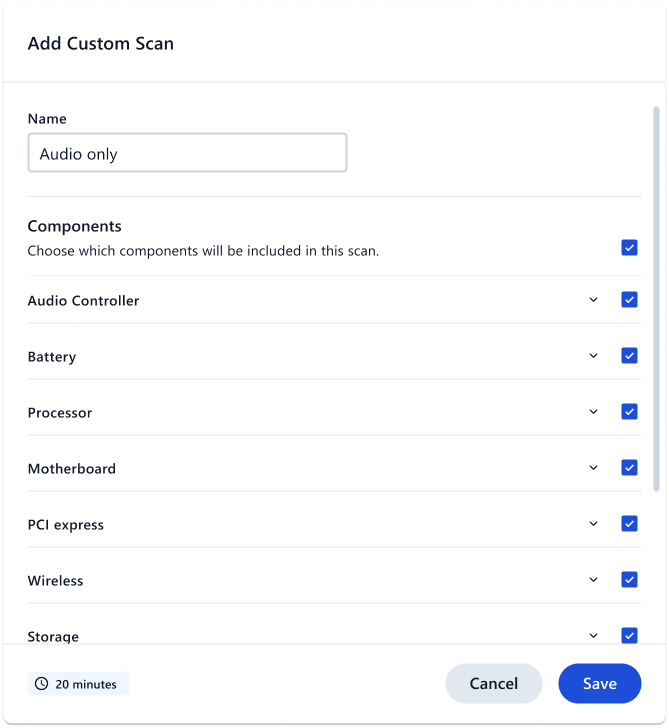 Add Custom Scan
Name
Audio only
Components
Choose which components will be included in this scan.
Audio Controller
Battery
Processor
Motherboard
PCI express
Wireless
Storage
20 minutes
Cancel
Save